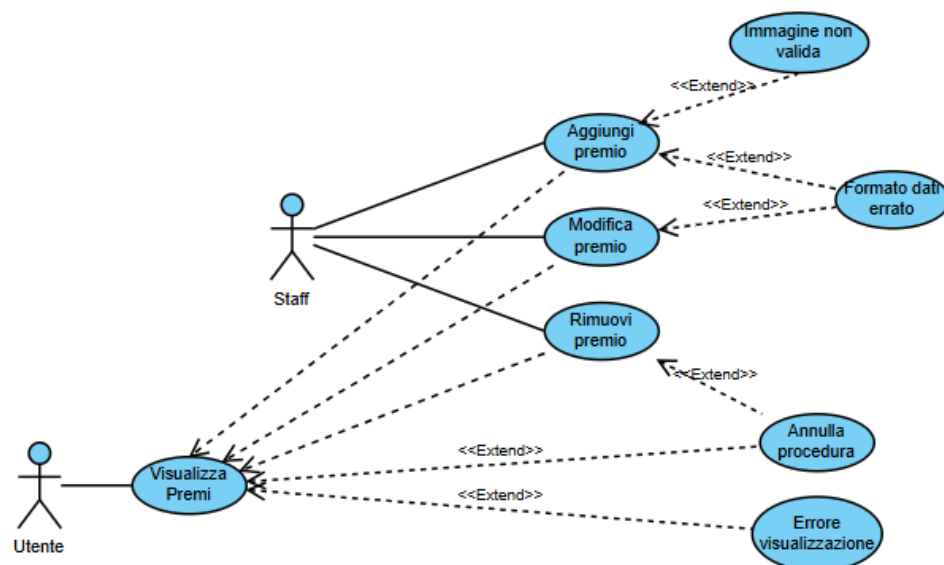 Immagine non
valida
<<Extend>>
Aggiungi
premio
<<Extend>>
Formato dati
errato
<<Extend>>
Modifica
premio
Staff
Rimuovi
premio
<<Extend>>
Annulla
procedura
<<Extend>>
Visualizza
Premi
<<Extend>>
Errore
visualizzazione
Utente